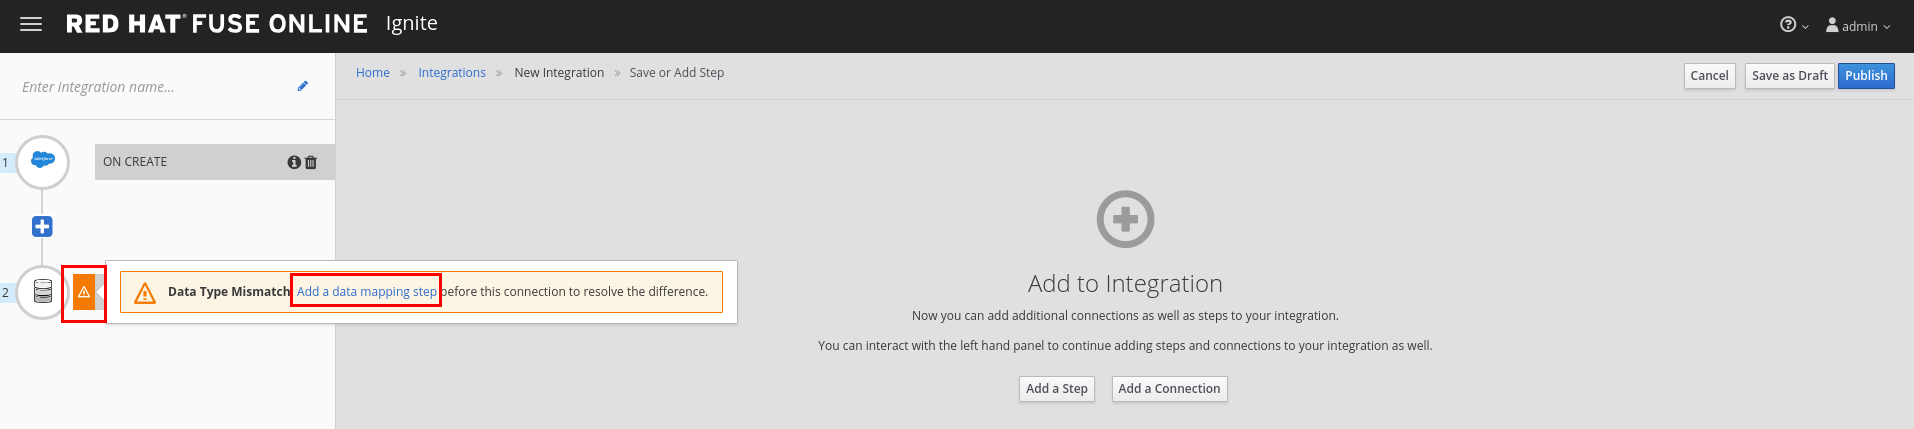 RED HAT® FUSE ONLINE Ignite
admin
Enter integration name...
Home » Integrations » New Integration » Save or Add Step
Cancel Save as Draft Publish
1
ON CREATE
2
Data Type Mismatch Add a data mapping step before this connection to resolve the difference.
Add to Integration
Now you can add additional connections as well as steps to your integration.
You can interact with the left hand panel to continue adding steps and connections to your integration as well.
Add a Step Add a Connection